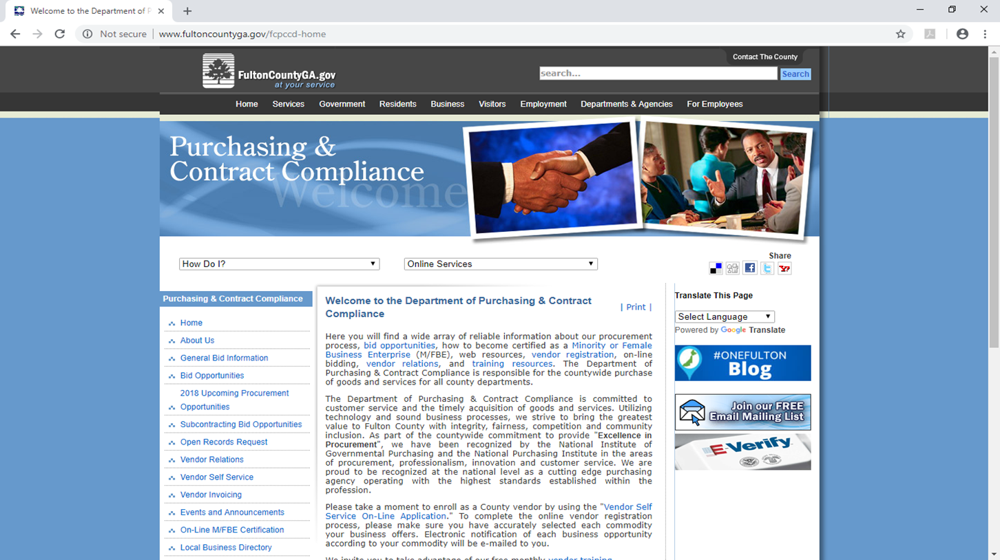 Welcome to the Department of P
Not secure
www.fultoncountyga.gov/fcpccd-home
FultonCountyGA.gov
at your service
Contact The County
search...
Search
Home Services Government Residents Business Visitors Employment Departments & Agencies For Employees
Purchasing &
Contract Compliance
Welcome
How Do I?
Online Services
Share
Purchasing & Contract Compliance
Home
About Us
General Bid Information
Bid Opportunities
2018 Upcoming Procurement
Opportunities
Subcontracting Bid Opportunities
Open Records Request
Vendor Relations
Vendor Self Service
Vendor Invoicing
Events and Announcements
On-Line M/FBE Certification
Local Business Directory
Welcome to the Department of Purchasing & Contract
Compliance
| Print |
Here you will find a wide array of reliable information about our procurement
process, bid opportunities, how to become certified as a Minority or Female
Business Enterprise (M/FBE), web resources, vendor registration, on-line
bidding, vendor relations, and training resources. The Department of
Purchasing & Contract Compliance is responsible for the countywide purchase
of goods and services for all county departments.
The Department of Purchasing & Contract Compliance is committed to
customer service and the timely acquisition of goods and services. Utilizing
technology and sound business processes, we strive to bring the greatest
value to Fulton County with integrity, fairness, competition and community
inclusion. As part of the countywide commitment to provide "Excellence in
Procurement", we have been recognized by the National Institute of
Governmental Purchasing and the National Purchasing Institute in the areas
of procurement, professionalism, innovation and customer service. We are
proud to be recognized at the national level as a cutting edge purchasing
agency operating with the highest standards established within the
profession.
Please take a moment to enroll as a County vendor by using the "Vendor Self
Service On-Line Application." To complete the online vendor registration
process, please make sure you have accurately selected each commodity
your business offers. Electronic notification of each business opportunity
according to your commodity will be e-mailed to you.
We invite you to take advantage of our free monthly vendor training
Translate This Page
Select Language
Powered by Google Translate
#ONEFULTON
Blog
Join our FREE
Email Mailing List
E-Verify